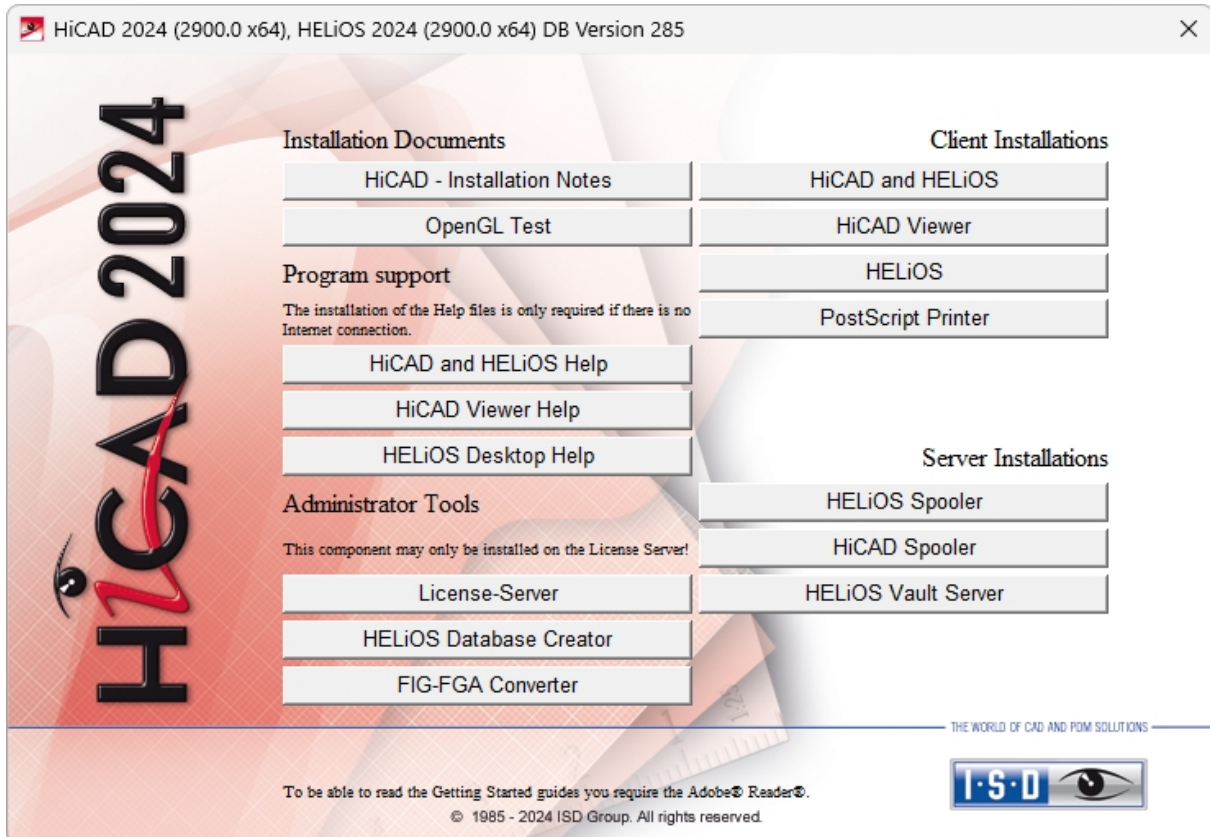 HiCAD 2024 (2900.0 x64), HELiOS 2024 (2900.0 x64) DB Version 285
HiCAD 2024
Installation Documents
HiCAD - Installation Notes
OpenGL Test
Program support
The installation of the Help files is only required if there is no
Internet connection.
HiCAD and HELiOS Help
HiCAD Viewer Help
HELiOS Desktop Help
Administrator Tools
This component may only be installed on the License Server!
License-Server
HELiOS Database Creator
FIG-FGA Converter
Client Installations
HiCAD and HELiOS
HiCAD Viewer
HELiOS
PostScript Printer
Server Installations
HELiOS Spooler
HiCAD Spooler
HELiOS Vault Server
THE WORLD OF CAD AND PDM SOLUTIONS
I·S·D
To be able to read the Getting Started guides you require the Adobe® Reader®.
© 1985 - 2024 ISD Group. All rights reserved.